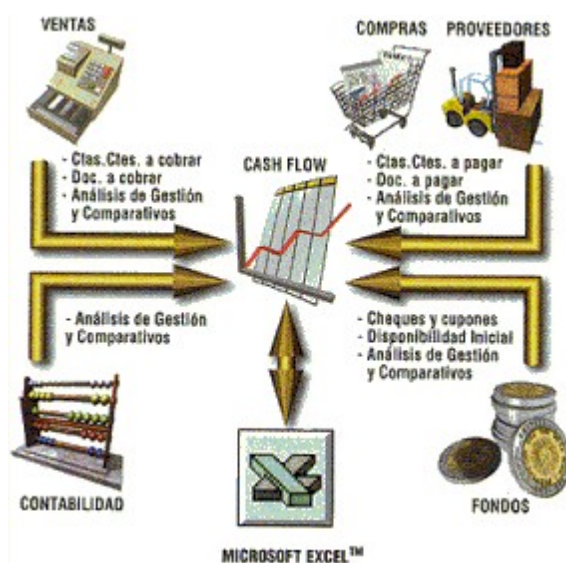 VENTAS
COMPRAS
PROVEEDORES
- Ctas.Ctes. a cobrar
- Doc. a cobrar
- Análisis de Gestión
y Comparativos
CASH FLOW
- Ctas.Ctes. a pagar
- Doc. a pagar
- Análisis de Gestión
y Comparativos
- Análisis de Gestión
y Comparativos
- Cheques y cupones
- Disponibilidad Inicial
- Análisis de Gestión
y Comparativos
CONTABILIDAD
FONDOS
MICROSOFT EXCEL™